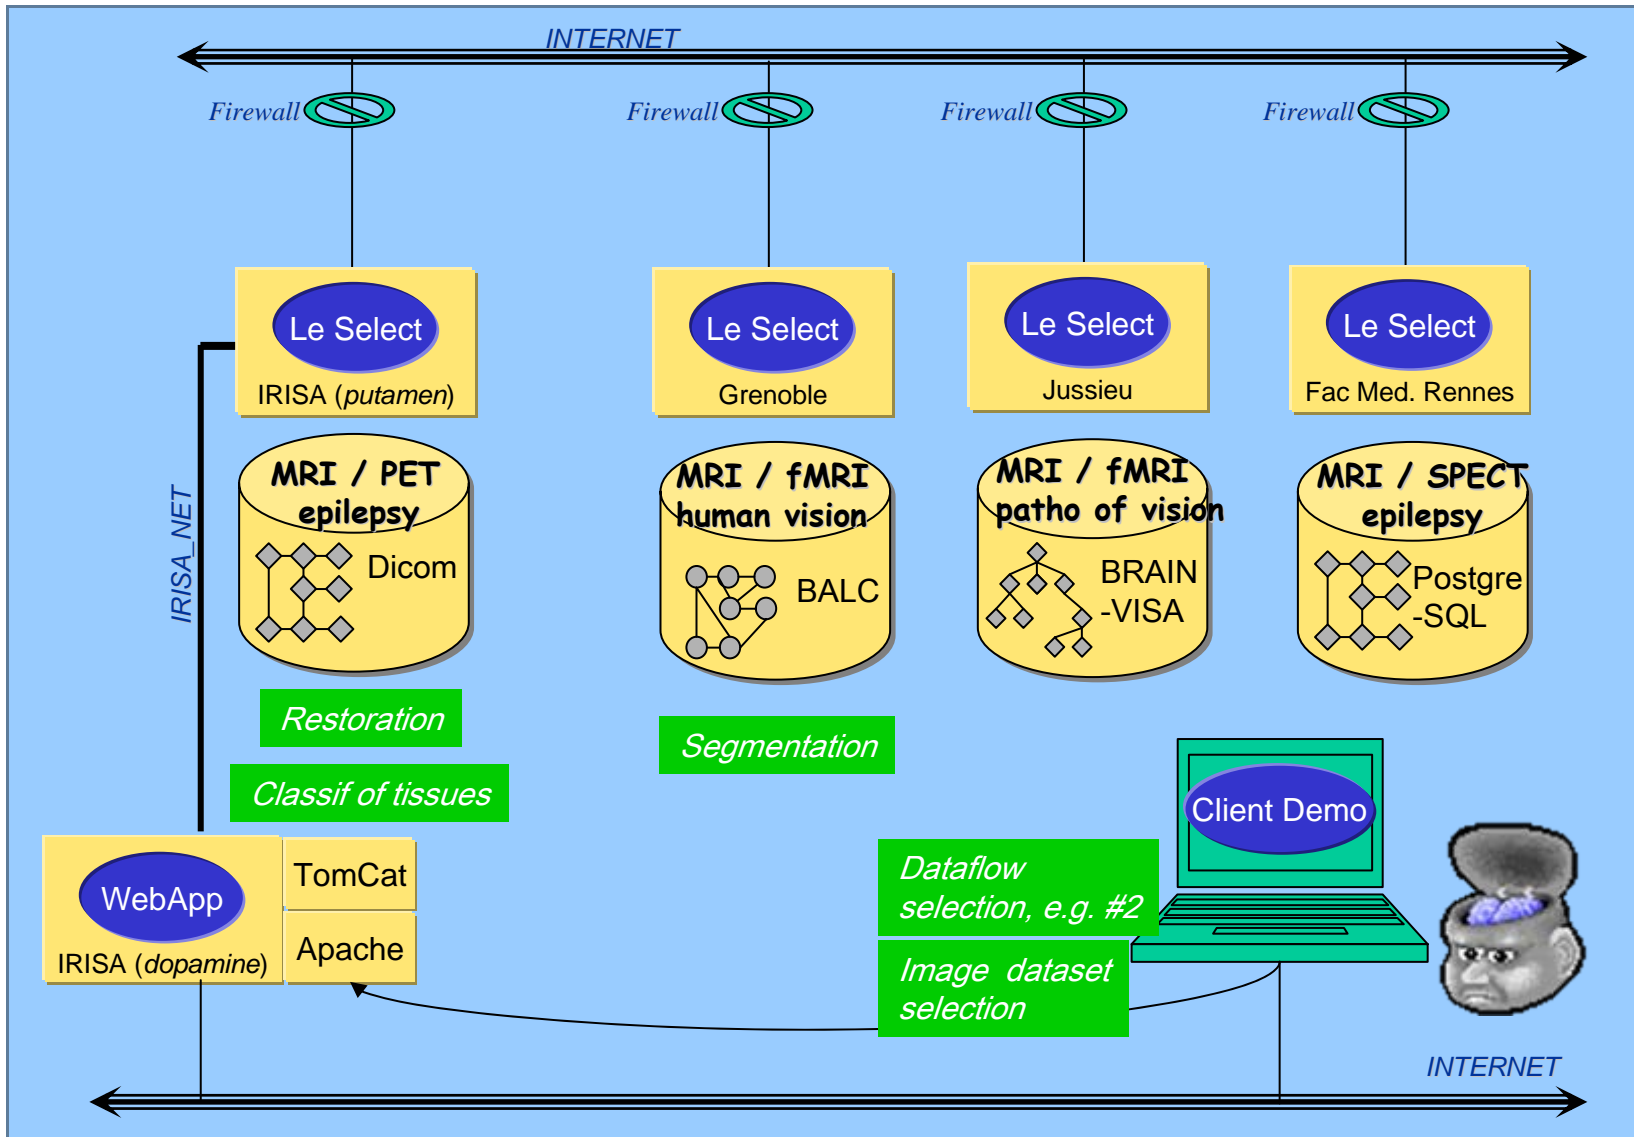 INTERNET
Firewall
Firewall
Firewall
Firewall
Le Select
IRISA (putamen)
Le Select
Grenoble
Le Select
Jussieu
Le Select
Fac Med. Rennes
IRISA_NET
MRI / PET
epilepsy
Dicom
MRI / fMRI
human vision
BALC
MRI / fMRI
patho of vision
BRAIN
-VISA
MRI / SPECT
epilepsy
Postgre
-SQL
Restoration
Classif of tissues
Segmentation
Client Demo
WebApp
IRISA (dopamine)
TomCat
Apache
Dataflow
selection, e.g. #2
Image dataset
selection
INTERNET